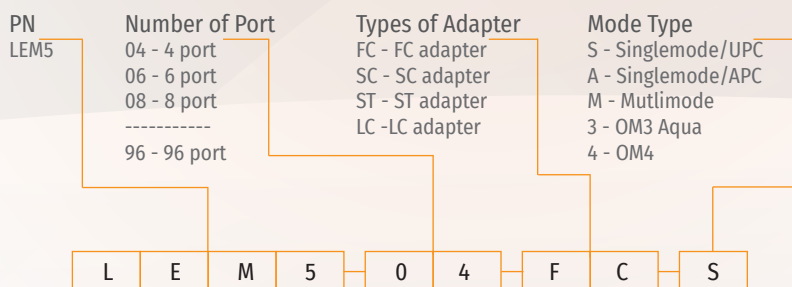 PN
LEM5
Number of Port
04 - 4 port
06 - 6 port
08 - 8 port
-----------
96 - 96 port
Types of Adapter
FC - FC adapter
SC - SC adapter
ST - ST adapter
LC -LC adapter
Mode Type
S - Singlemode/UPC
A - Singlemode/APC
M - Mutlimode
3 - OM3 Aqua
4 - OM4
L E M 5 - 0 4 - F C - S